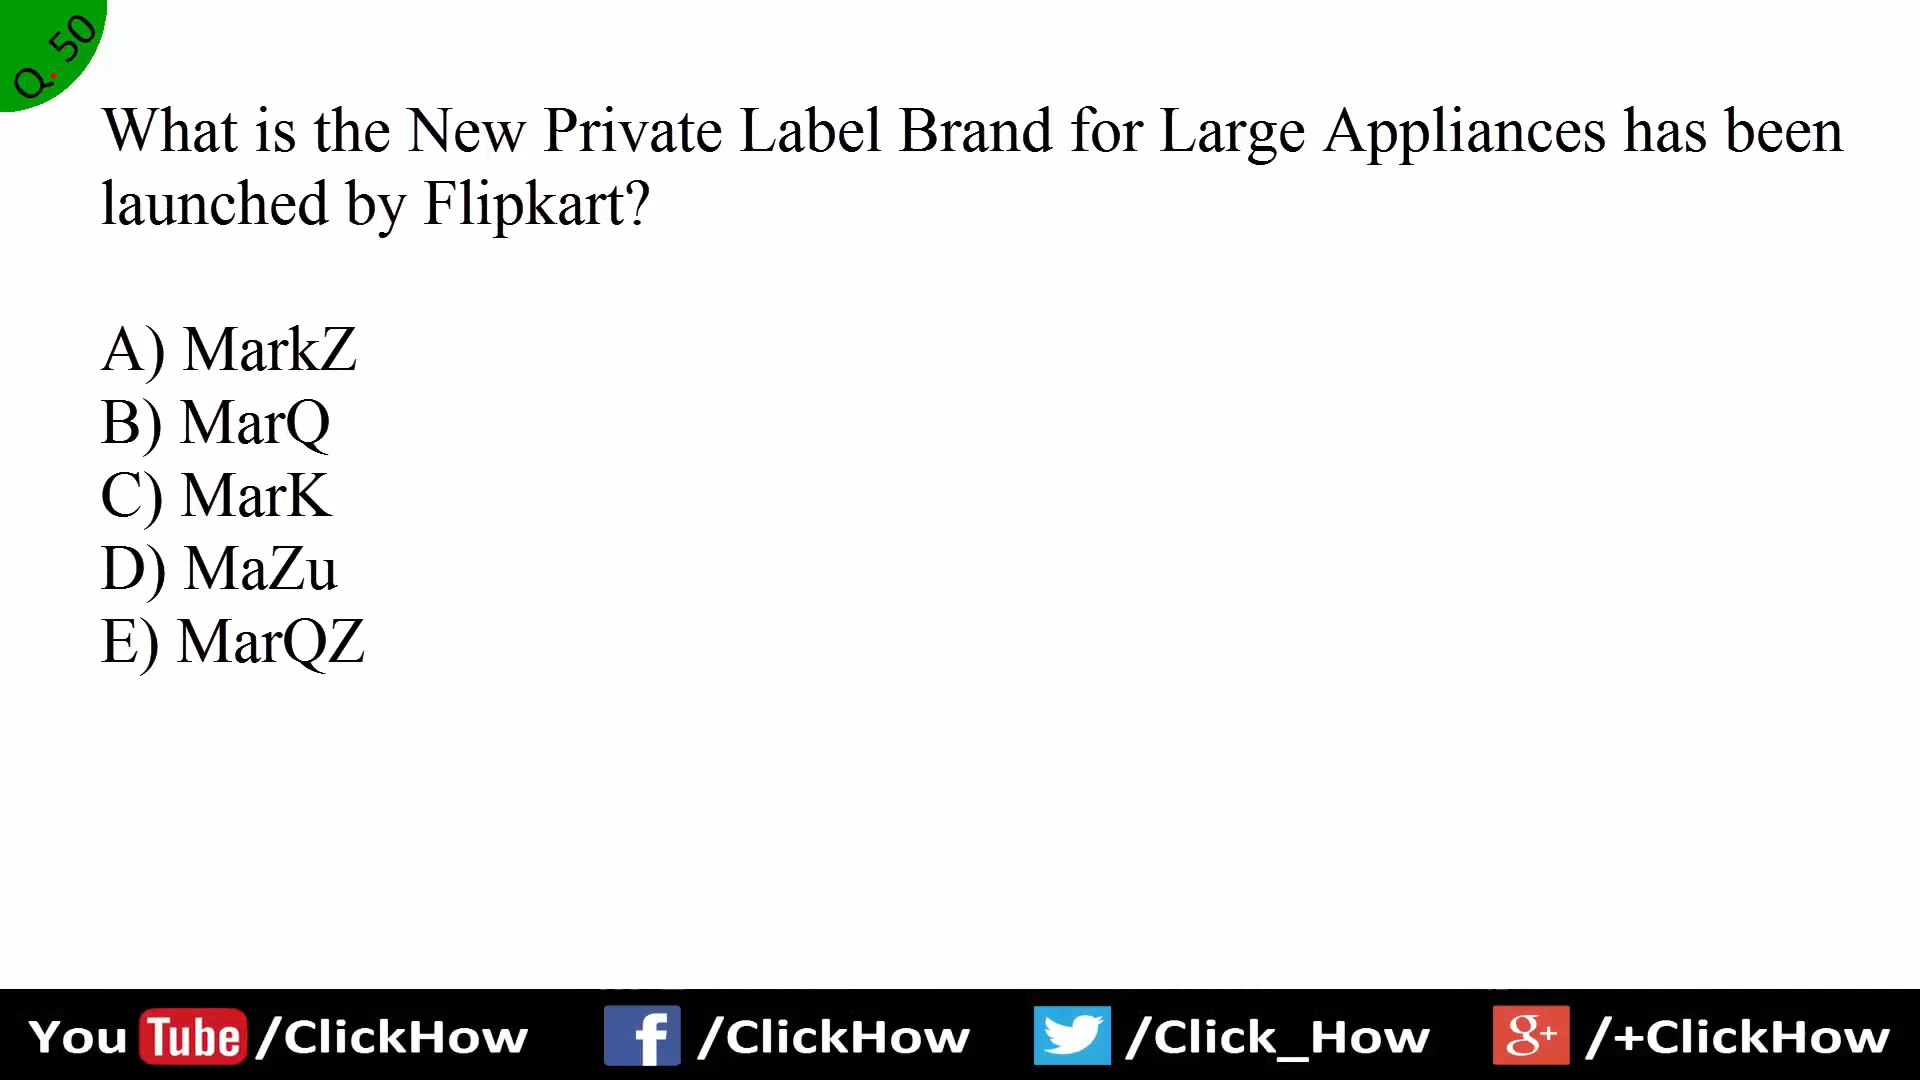 Q. 50
What is the New Private Label Brand for Large Appliances has been
launched by Flipkart?
A) MarkZ
B) MarQ
C) MarK
D) MaZu
E) MarQZ
You Tube /ClickHow f /ClickHow /Click_How g+ /+ClickHow